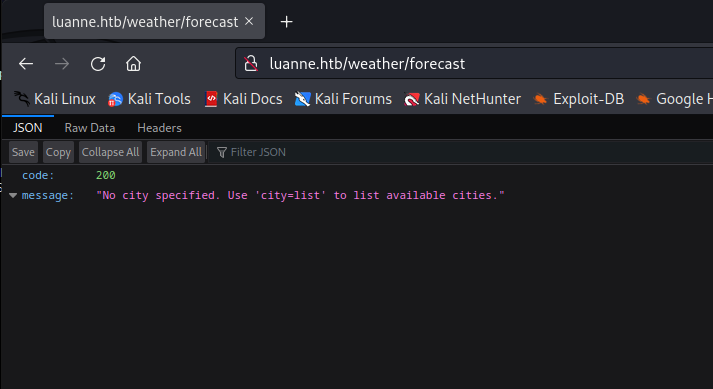 luanne.htb/weather/forecast ×
luanne.htb/weather/forecast
Kali Linux Kali Tools Kali Docs Kali Forums Kali NetHunter Exploit-DB Google H
JSON Raw Data Headers
Save Copy Collapse All Expand All Filter JSON
code: 200
message: "No city specified. Use 'city=list' to list available cities."